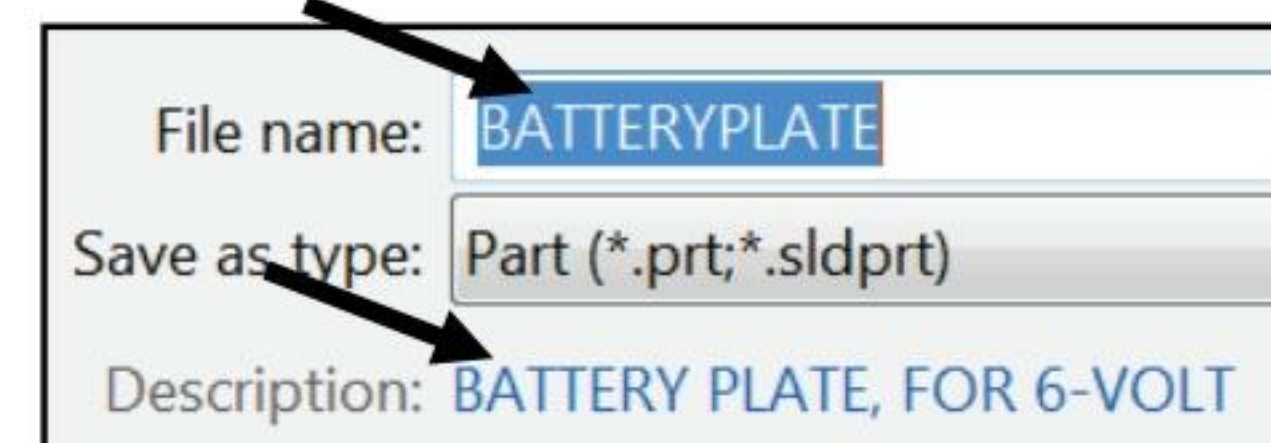 File name: BATTERYPLATE
Save as type: Part (*.prt;*.sldprt)
Description: BATTERY PLATE, FOR 6-VOLT